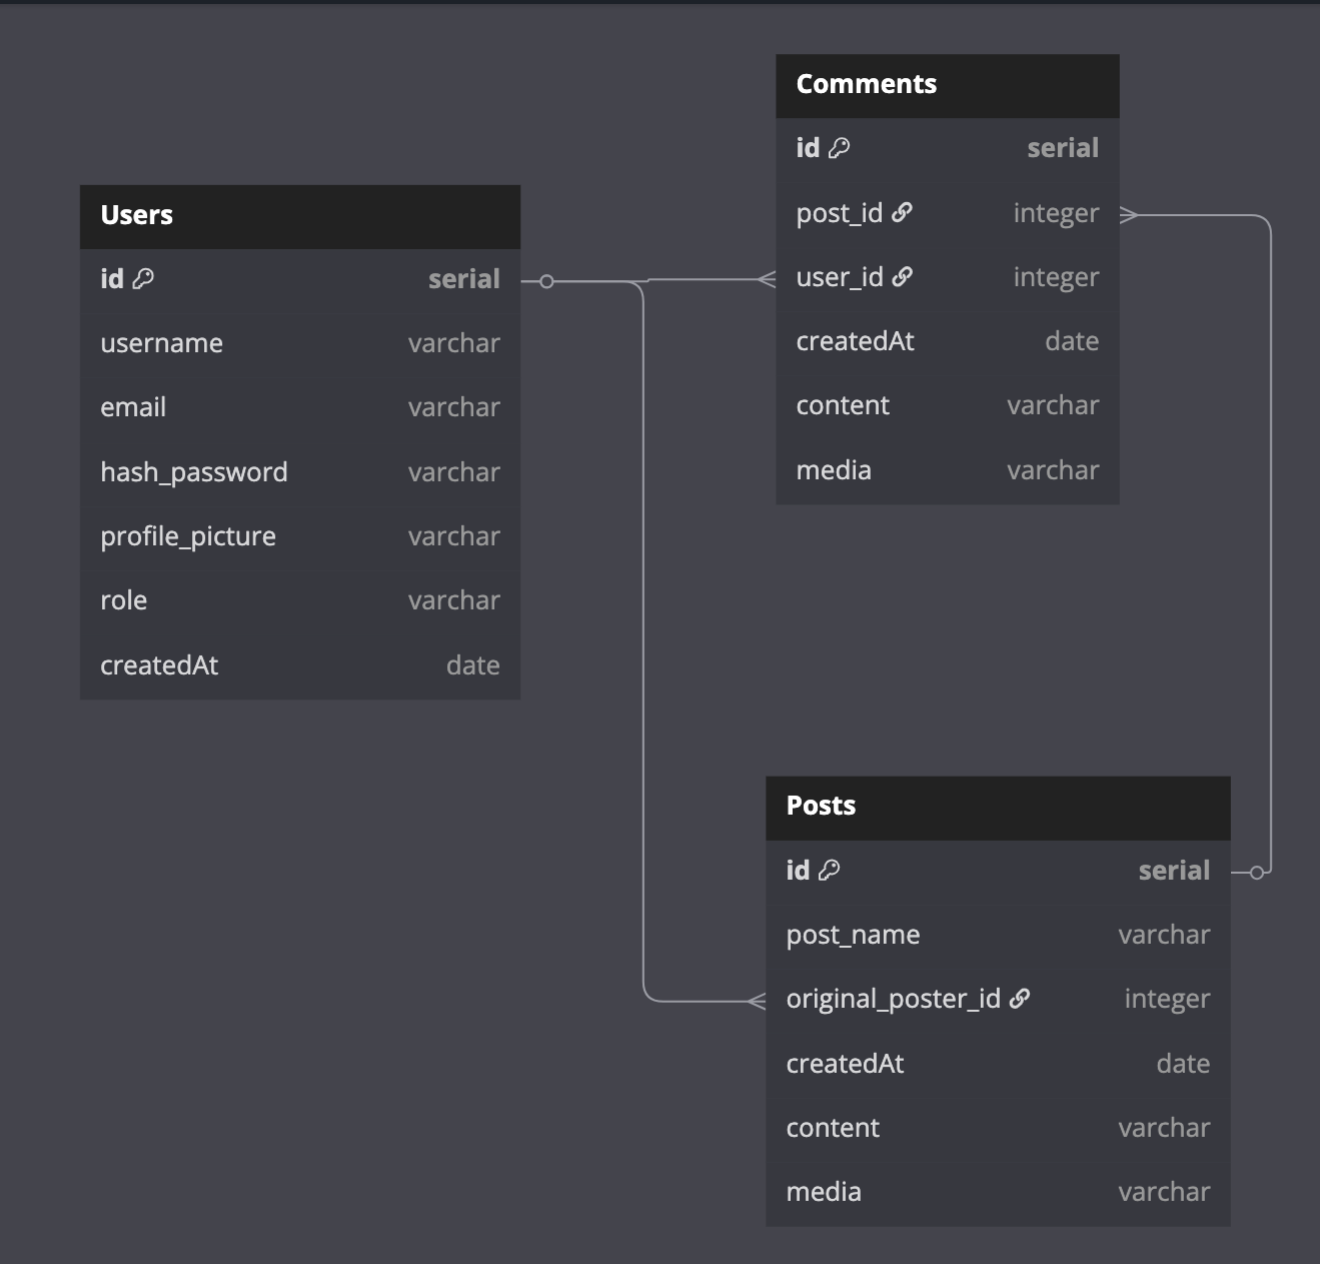 Users
id serial
username varchar
email varchar
hash_password varchar
profile_picture varchar
role varchar
createdAt date
Comments
id serial
post_id integer
user_id integer
createdAt date
content varchar
media varchar
Posts
id serial
post_name varchar
original_poster_id integer
createdAt date
content varchar
media varchar